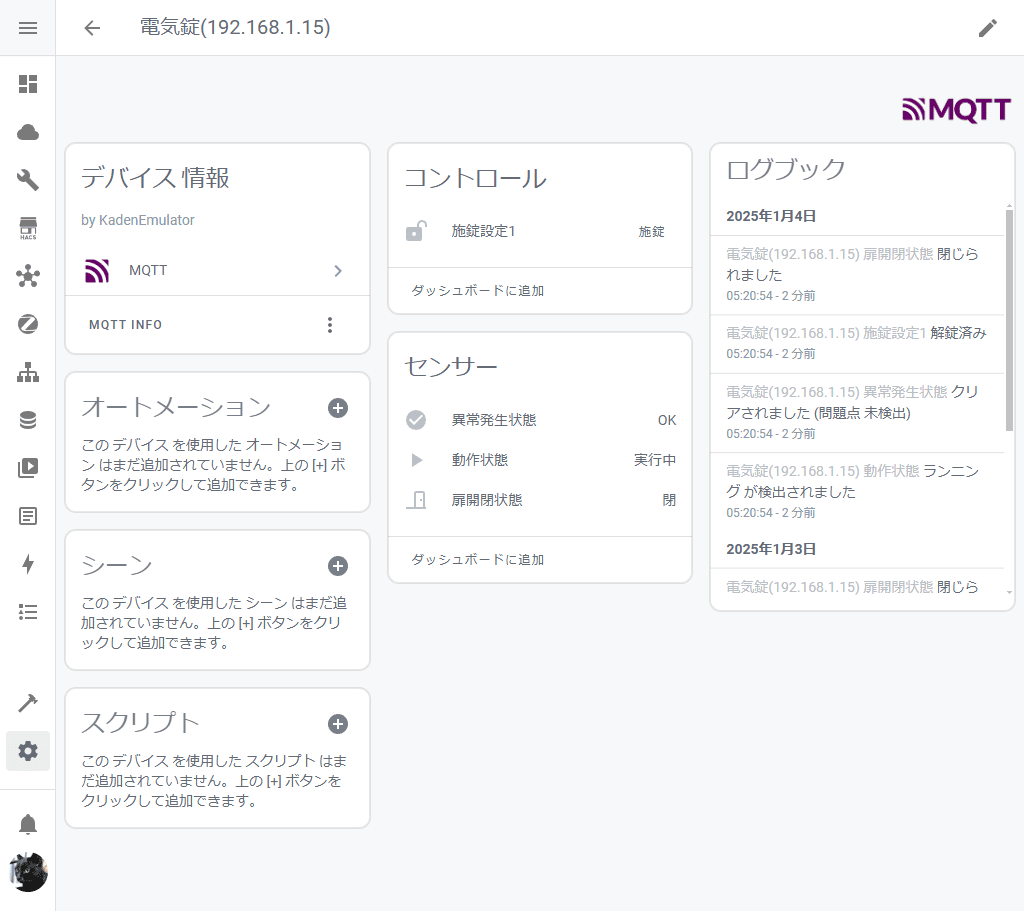 電気錠(192.168.1.15)
HACS
MQTT
デバイス 情報
by KadenEmulator
MQTT
MQTT INFO
オートメーション
この デバイス を使用した オートメーショ
ン はまだ追加されていません。上の [+] ボ
タンをクリックして追加できます。
シーン
この デバイス を使用した シーン はまだ追
加されていません。上の [+] ボタンをクリ
ックして追加できます。
スクリプト
この デバイス を使用した スクリプト はま
だ追加されていません。上の [+] ボタンを
クリックして追加できます。
コントロール
施錠設定1 施錠
ダッシュボードに追加
センサー
異常発生状態 OK
動作状態 実行中
扉開閉状態 閉
ダッシュボードに追加
ログブック
2025年1月4日
電気錠(192.168.1.15) 扉開閉状態 閉じら
れました
05:20:54 - 2 分前
電気錠(192.168.1.15) 施錠設定1 解錠済み
05:20:54 - 2 分前
電気錠(192.168.1.15) 異常発生状態 クリ
アされました (問題点 未検出)
05:20:54 - 2 分前
電気錠(192.168.1.15) 動作状態 ランニン
グ が検出されました
05:20:54 - 2 分前
2025年1月3日
電気錠(192.168.1.15) 扉開閉状態 閉じら